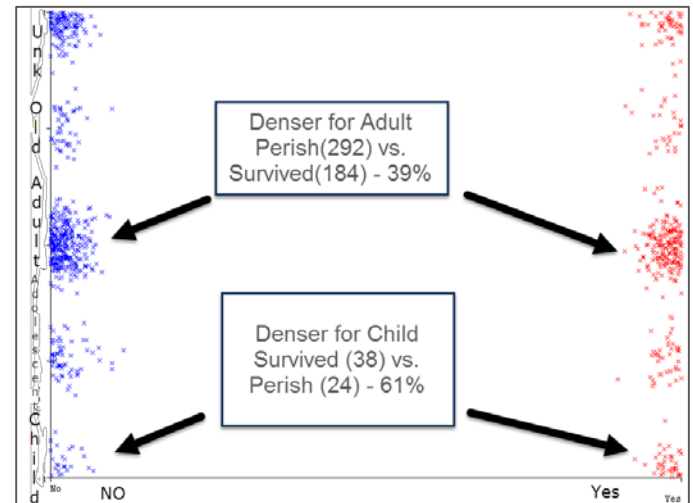 Unk
Old
Adult
Adolescent
Child
Denser for Adult
Perish(292) vs.
Survived(184) - 39%
Denser for Child
Survived (38) vs.
Perish (24) - 61%
No
NO
Yes
Yes